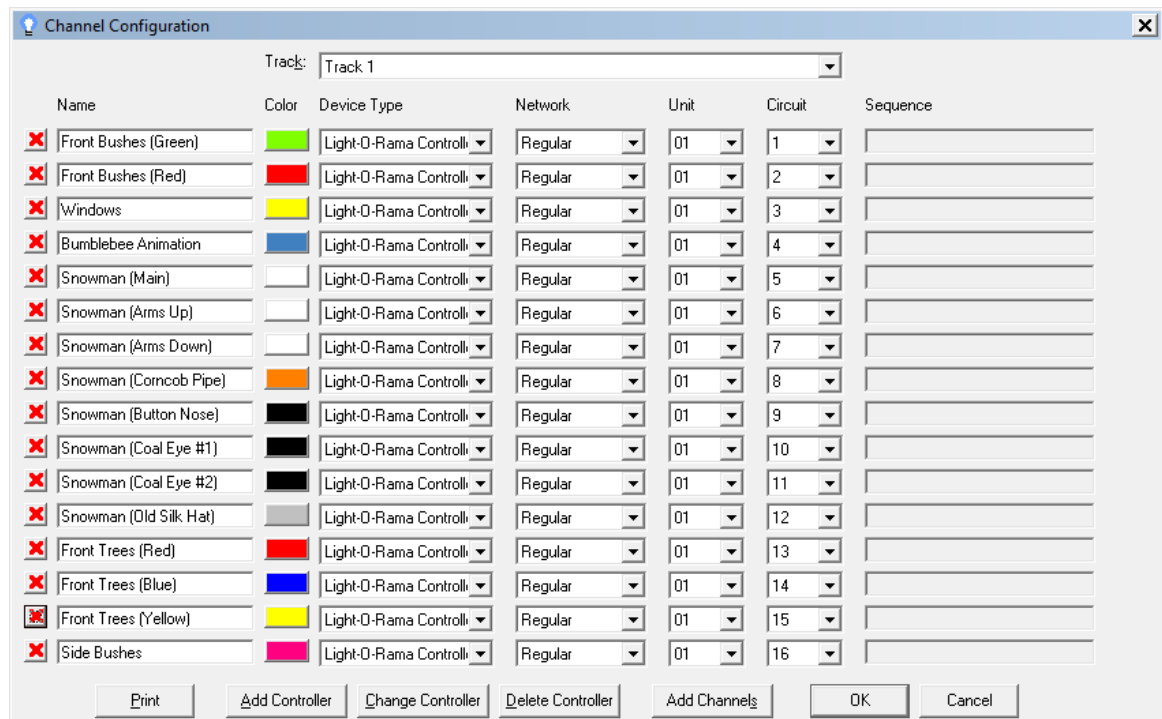 Channel Configuration
Track: Track 1
Name Color Device Type Network Unit Circuit Sequence
Front Bushes (Green) Light-O-Rama Controll Regular 01 1
Front Bushes (Red) Light-O-Rama Controll Regular 01 2
Windows Light-O-Rama Controll Regular 01 3
Bumblebee Animation Light-O-Rama Controll Regular 01 4
Snowman (Main) Light-O-Rama Controll Regular 01 5
Snowman (Arms Up) Light-O-Rama Controll Regular 01 6
Snowman (Arms Down) Light-O-Rama Controll Regular 01 7
Snowman (Corncob Pipe) Light-O-Rama Controll Regular 01 8
Snowman (Button Nose) Light-O-Rama Controll Regular 01 9
Snowman (Coal Eye #1) Light-O-Rama Controll Regular 01 10
Snowman (Coal Eye #2) Light-O-Rama Controll Regular 01 11
Snowman (Old Silk Hat) Light-O-Rama Controll Regular 01 12
Front Trees (Red) Light-O-Rama Controll Regular 01 13
Front Trees (Blue) Light-O-Rama Controll Regular 01 14
Front Trees (Yellow) Light-O-Rama Controll Regular 01 15
Side Bushes Light-O-Rama Controll Regular 01 16
Print Add Controller Change Controller Delete Controller Add Channels OK Cancel